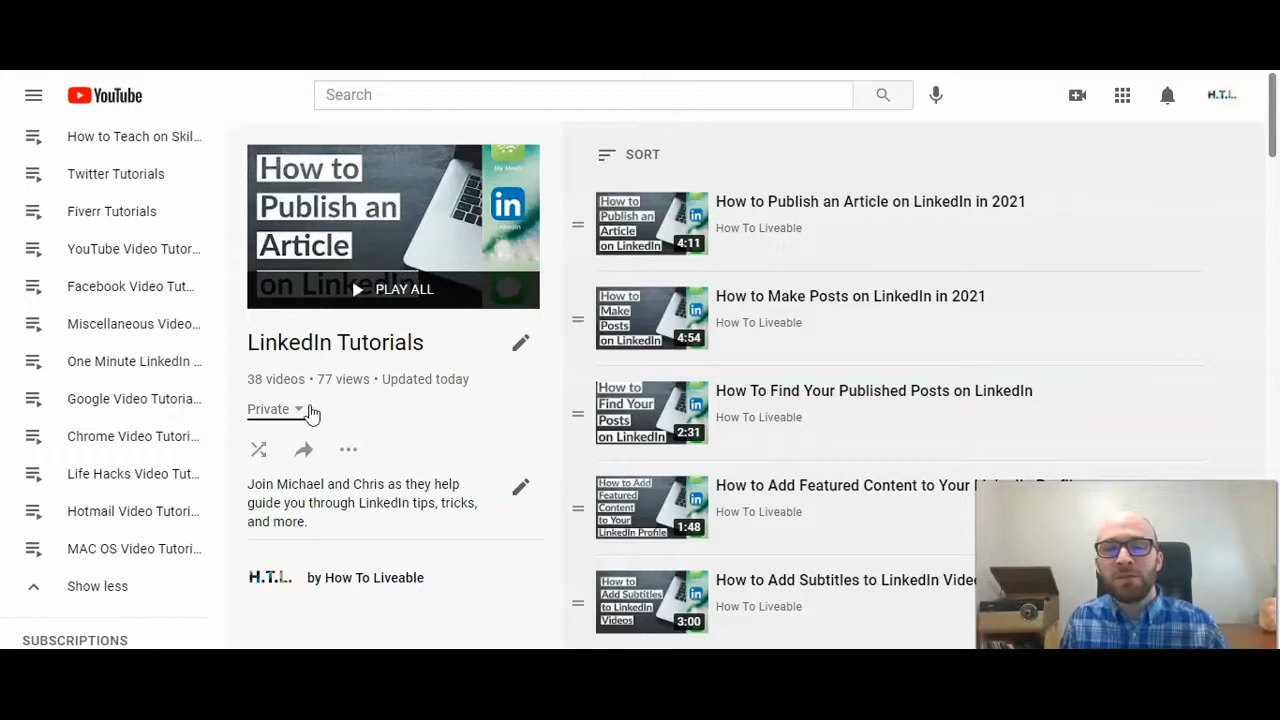 YouTube
Search
H.T.L.
How to Teach on Skil...
Twitter Tutorials
Fiverr Tutorials
YouTube Video Tutor...
Facebook Video Tut...
Miscellaneous Video...
One Minute LinkedIn ...
Google Video Tutoria...
Chrome Video Tutori...
Life Hacks Video Tut...
Hotmail Video Tutori...
MAC OS Video Tutori...
Show less
SUBSCRIPTIONS
How to
Publish an
Article
on LinkedIn
in
PLAY ALL
LinkedIn Tutorials
38 videos • 77 views • Updated today
Private
Join Michael and Chris as they help
guide you through LinkedIn tips, tricks,
and more.
H.T.L. by How To Liveable
SORT
How to
Publish an
Article
on LinkedIn
4:11
How to Publish an Article on LinkedIn in 2021
How To Liveable
How to
Make
Posts
on LinkedIn
4:54
How to Make Posts on LinkedIn in 2021
How To Liveable
How to
Find Your
Posts
on LinkedIn
2:31
How To Find Your Published Posts on LinkedIn
How To Liveable
How to Add
Featured
Content
to Your
LinkedIn Profile
1:48
How to Add Featured Content to Your
How To Liveable
How to
Add Subtitles
to LinkedIn
Videos
3:00
How to Add Subtitles to LinkedIn Vide
How To Liveable